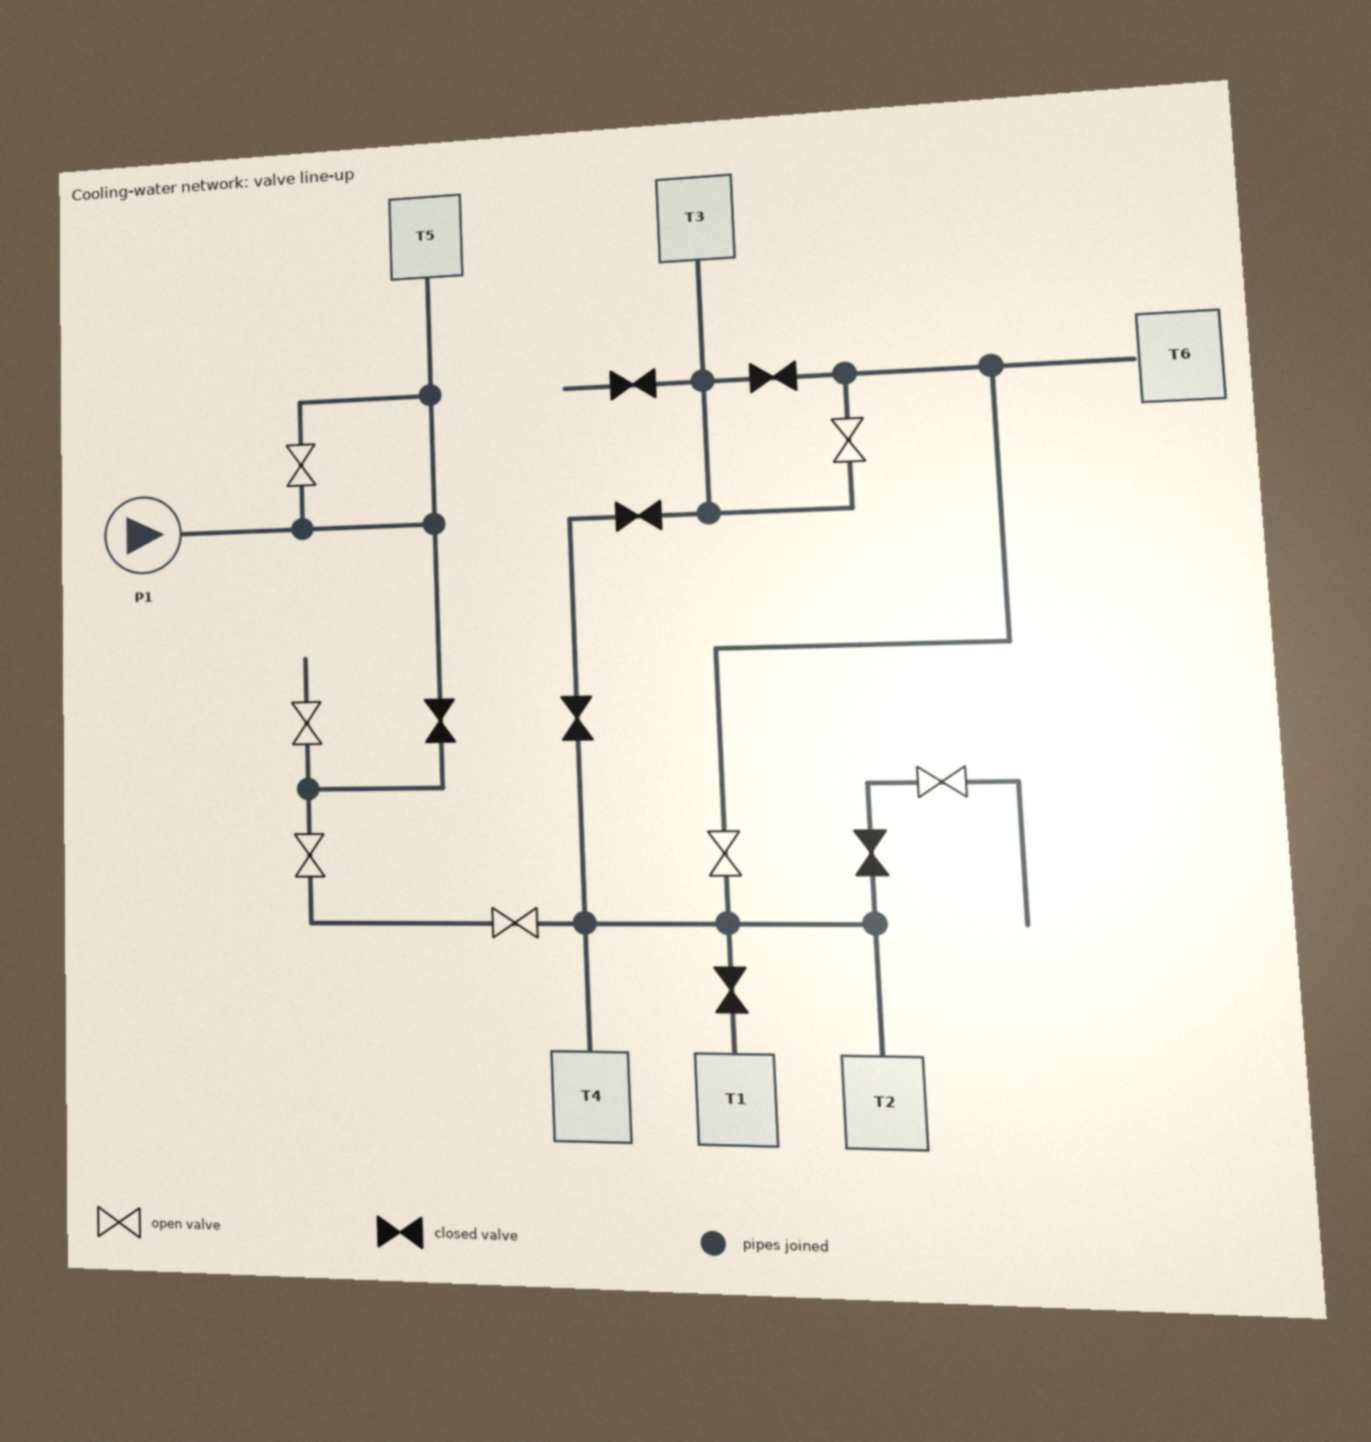 Cooling-water network: valve line-up
T5
T3
T6
P1
T4
T1
T2
open valve
closed valve
pipes joined